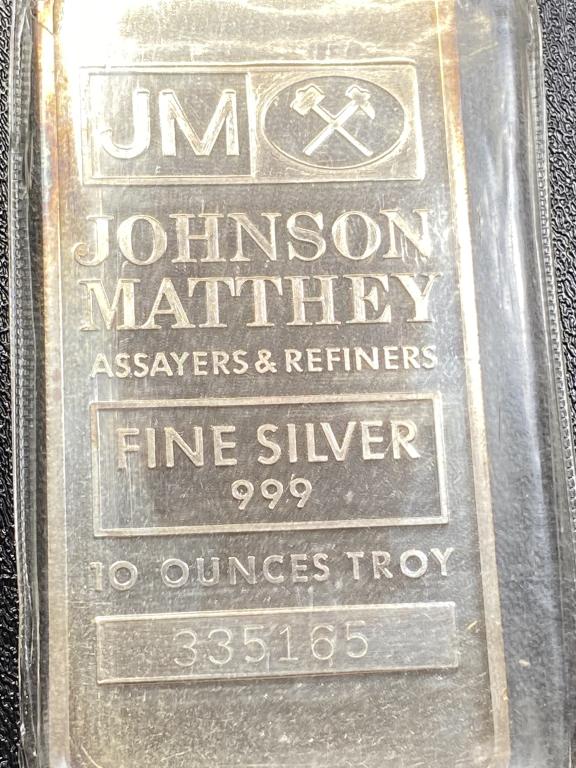 JM
JOHNSON
MATTHEY
ASSAYERS & REFINERS
FINE SILVER
999
10 OUNCES TROY
335165